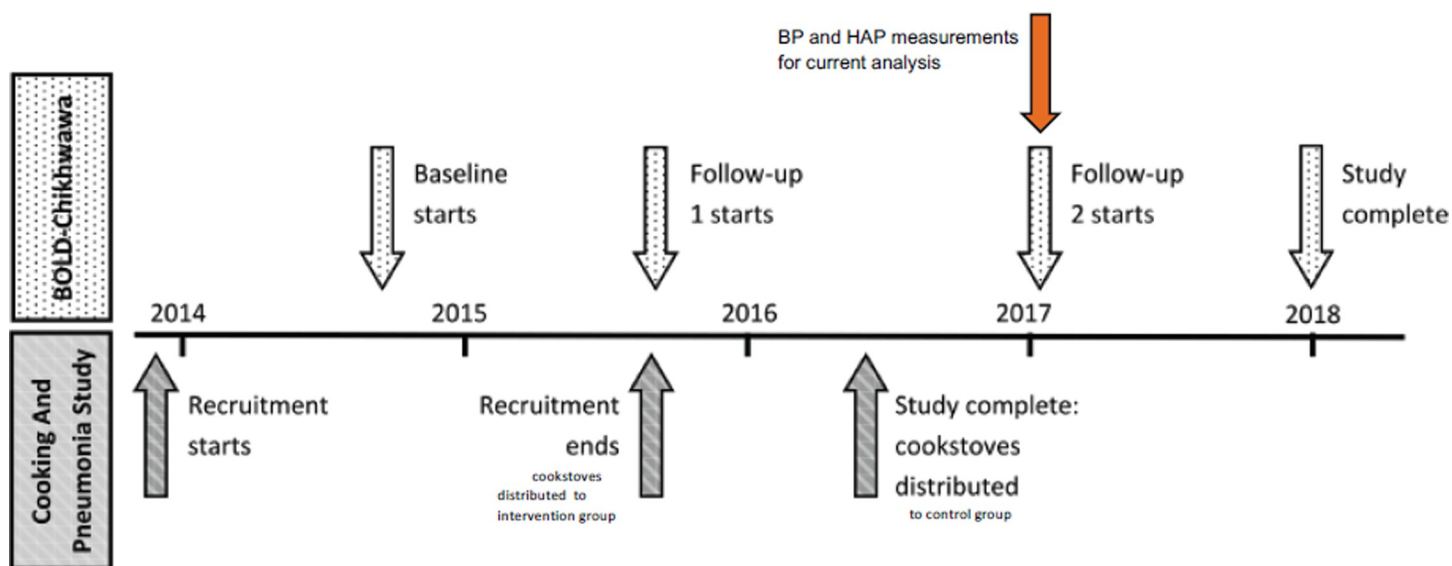 BP and HAP measurements
for current analysis
BOLD-Chikhwawa
Baseline
starts
Follow-up
1 starts
Follow-up
2 starts
Study
complete
2014
2015
2016
2017
2018
Cooking And
Pneumonia Study
Recruitment
starts
Recruitment
ends
cookstoves
distributed to
intervention group
Study complete:
cookstoves
distributed
to control group